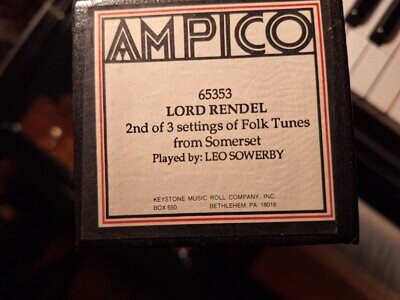 AMPICO
65353
LORD RENDEL
2nd of 3 settings of Folk Tunes
from Somerset
Played by: LEO SOWERBY
KEYSTONE MUSIC ROLL COMPANY, INC.
BOX 650 BETHLEHEM, PA 18016